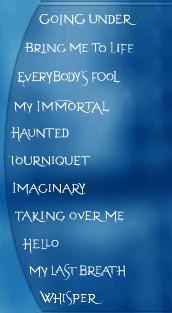 GOING UNDER
BRING ME TO LIFE
EVERYBODY'S FOOL
MY IMMORTAL
HAUNTED
TOURNIQUET
IMAGINARY
TAKING OVER ME
HELLO
MY LAST BREATH
WHISPER